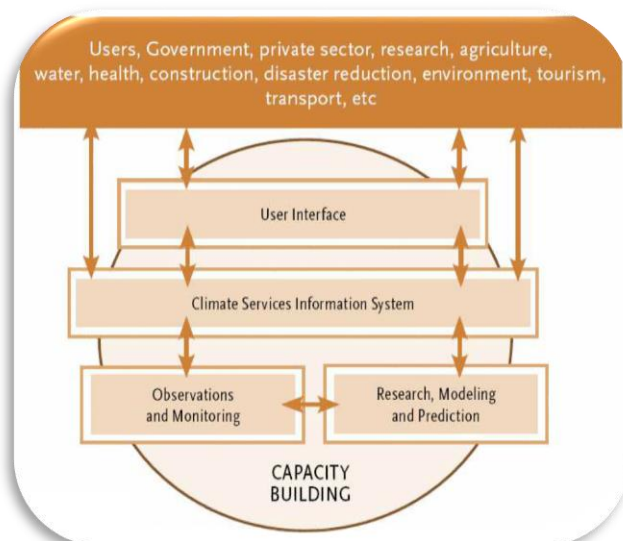 Users, Government, private sector, research, agriculture,
water, health, construction, disaster reduction, environment, tourism,
transport, etc
User Interface
Climate Services Information System
Observations
and Monitoring
Research, Modeling
and Prediction
CAPACITY
BUILDING